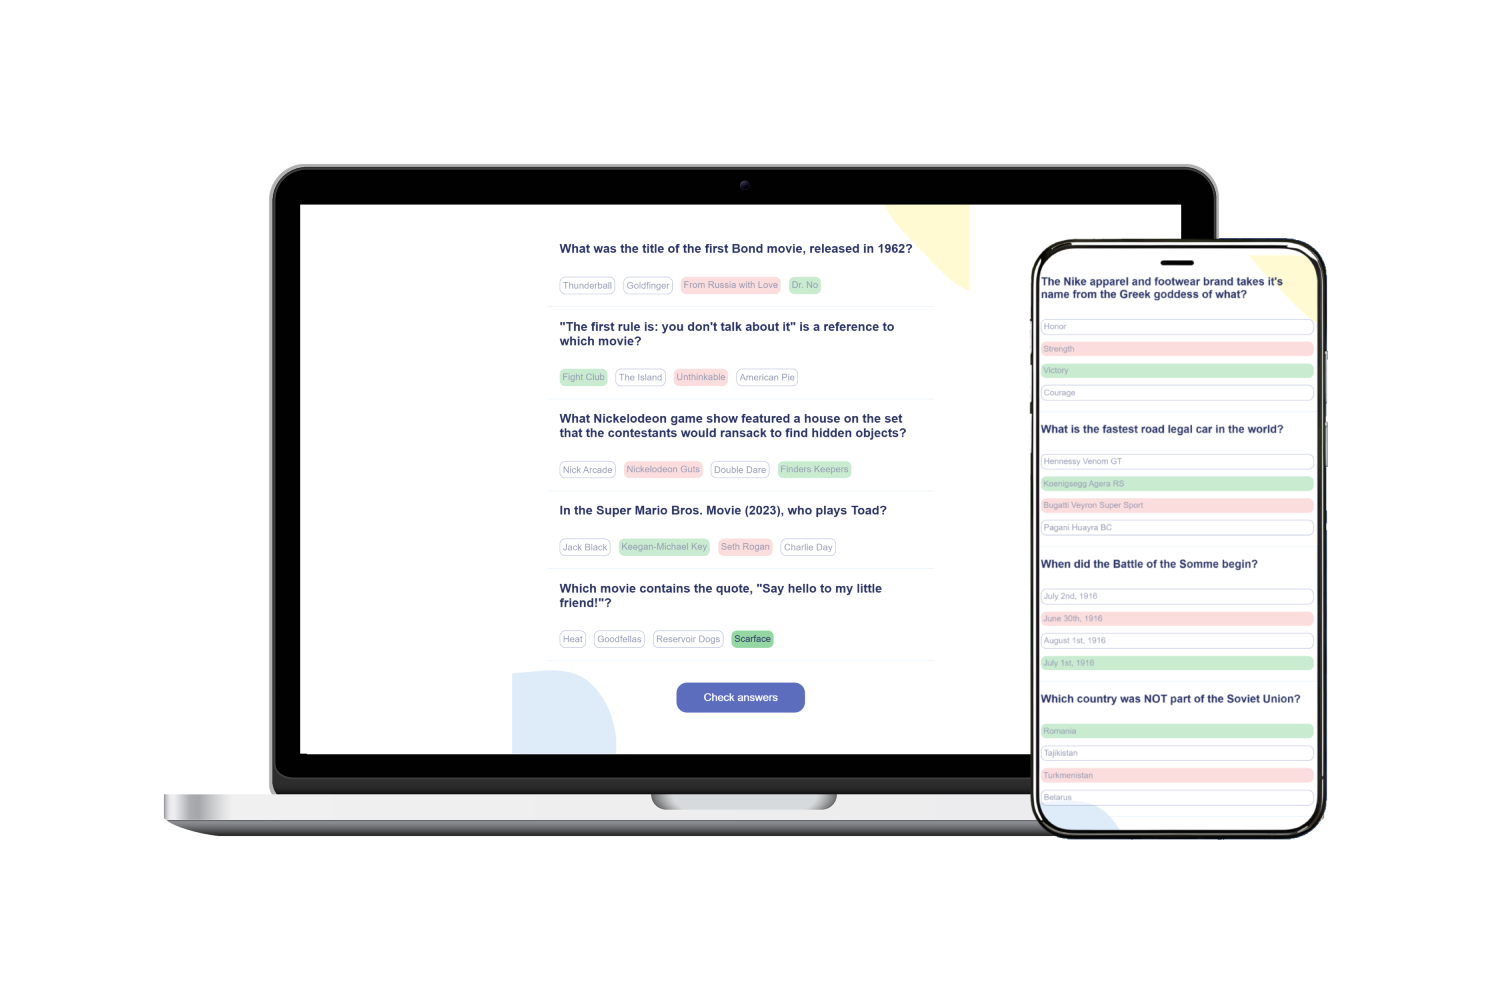 What was the title of the first Bond movie, released in 1962?
Thunderball Goldfinger From Russia with Love Dr. No
"The first rule is: you don't talk about it" is a reference to
which movie?
Fight Club The Island Unthinkable American Pie
What Nickelodeon game show featured a house on the set
that the contestants would ransack to find hidden objects?
Nick Arcade Nickelodeon Guts Double Dare Finders Keepers
In the Super Mario Bros. Movie (2023), who plays Toad?
Jack Black Keegan-Michael Key Seth Rogan Charlie Day
Which movie contains the quote, "Say hello to my little
friend!"?
Heat Goodfellas Reservoir Dogs Scarface
Check answers
The Nike apparel and footwear brand takes it's
name from the Greek goddess of what?
Honor
Strength
Victory
Courage
What is the fastest road legal car in the world?
Hennessy Venom GT
Koenigsegg Agera RS
Bugatti Veyron Super Sport
Pagani Huayra BC
When did the Battle of the Somme begin?
July 2nd, 1916
June 30th, 1916
August 1st, 1916
July 1st, 1916
Which country was NOT part of the Soviet Union?
Romania
Tajikistan
Turkmenistan
Belarus